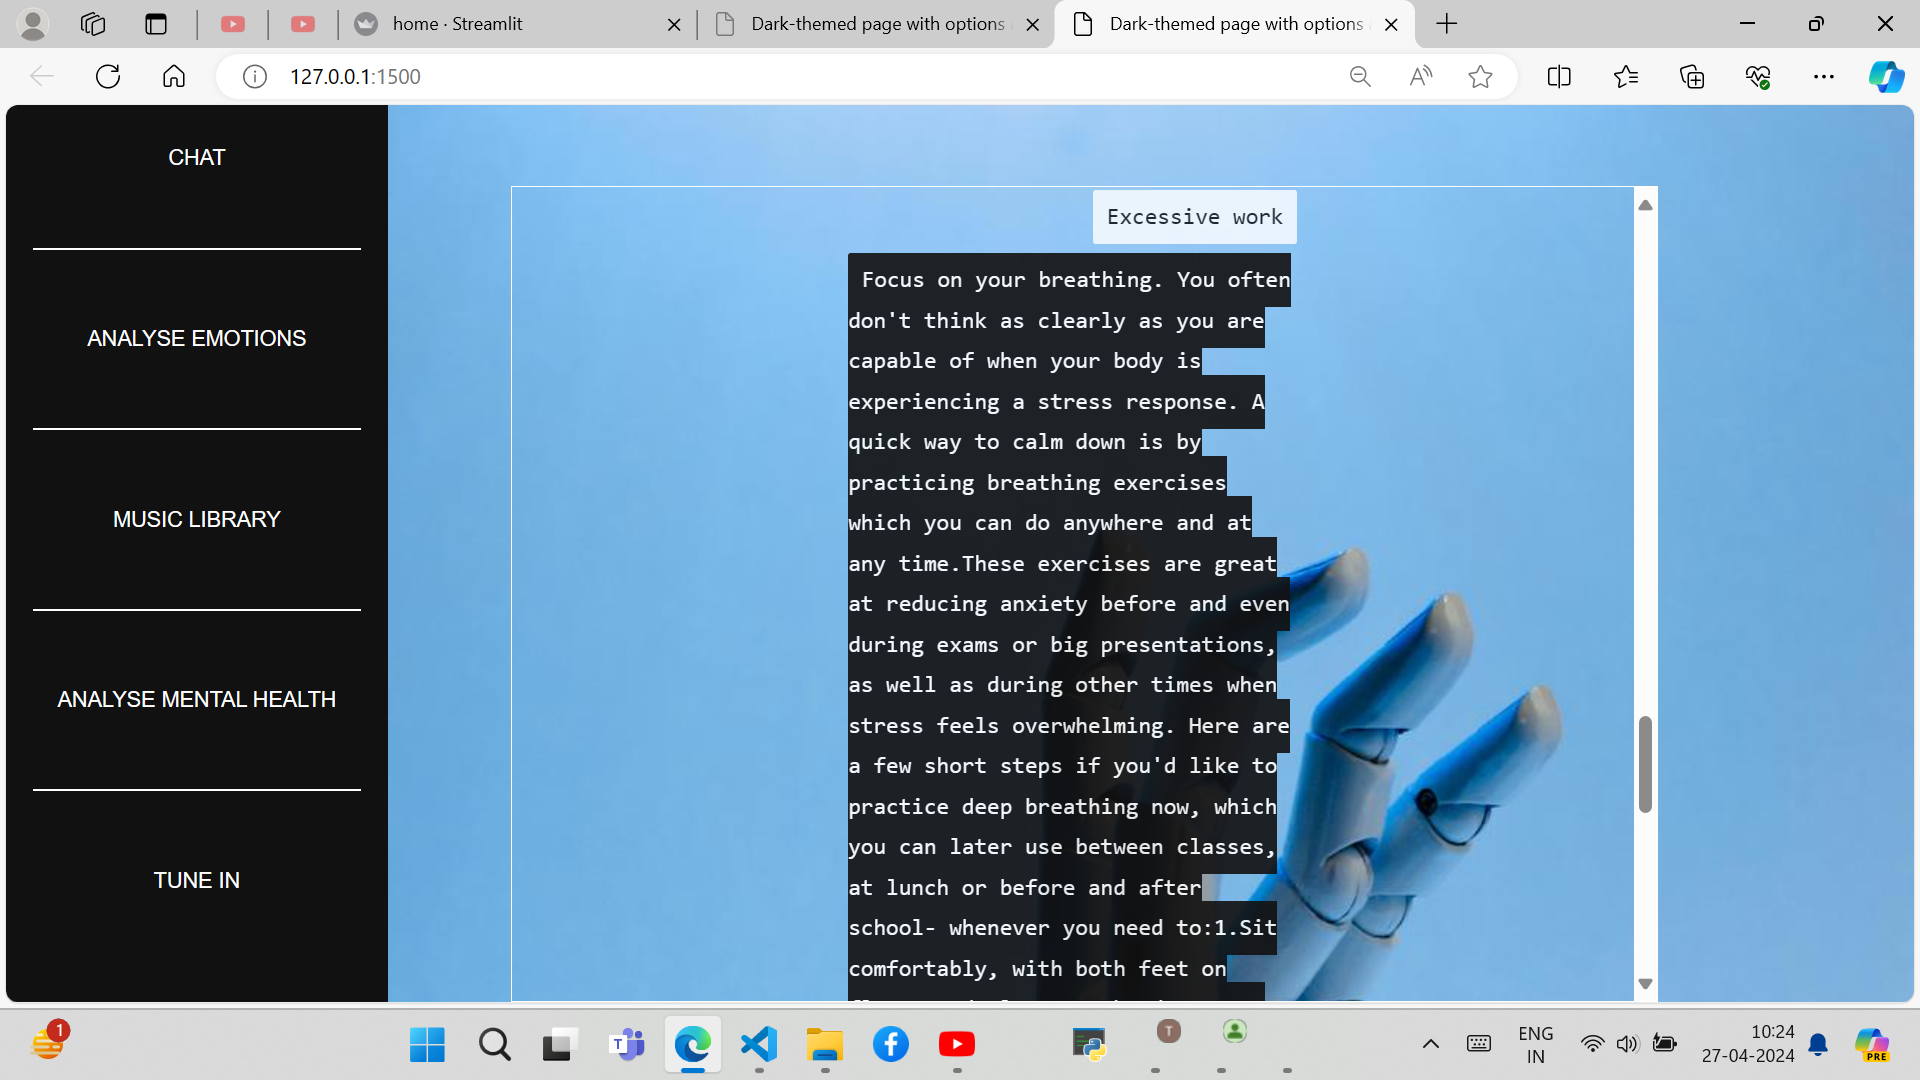 home · Streamlit
Dark-themed page with options
Dark-themed page with options
127.0.0.1:1500
CHAT
ANALYSE EMOTIONS
MUSIC LIBRARY
ANALYSE MENTAL HEALTH
TUNE IN
Excessive work
Focus on your breathing. You often
don't think as clearly as you are
capable of when your body is
experiencing a stress response. A
quick way to calm down is by
practicing breathing exercises
which you can do anywhere and at
any time.These exercises are great
at reducing anxiety before and even
during exams or big presentations,
as well as during other times when
stress feels overwhelming. Here are
a few short steps if you'd like to
practice deep breathing now, which
you can later use between classes,
at lunch or before and after
school- whenever you need to:1.Sit
comfortably, with both feet on
1
T
T
ENG
IN
10:24
27-04-2024
PRE